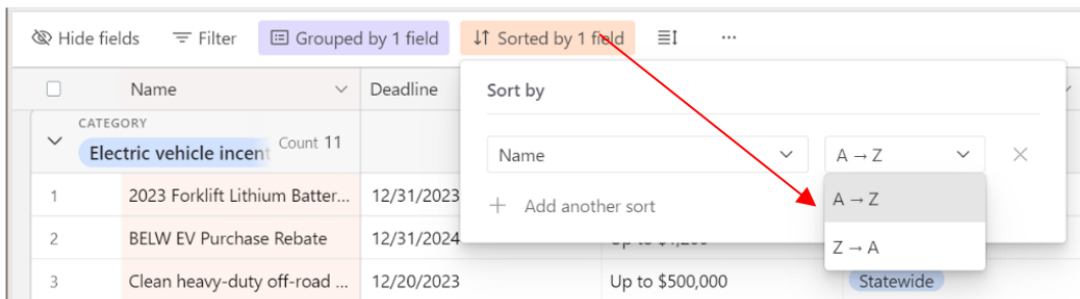 Hide fields Filter Grouped by 1 field Sorted by 1 field ...
Name Deadline Sort by
CATEGORY
Electric vehicle incent Count 11
Name A → Z
A → Z
Add another sort
Z → A
1 2023 Forklift Lithium Batter... 12/31/2023
2 BELW EV Purchase Rebate 12/31/2024
3 Clean heavy-duty off-road ... 12/20/2023 Up to $500,000 Statewide